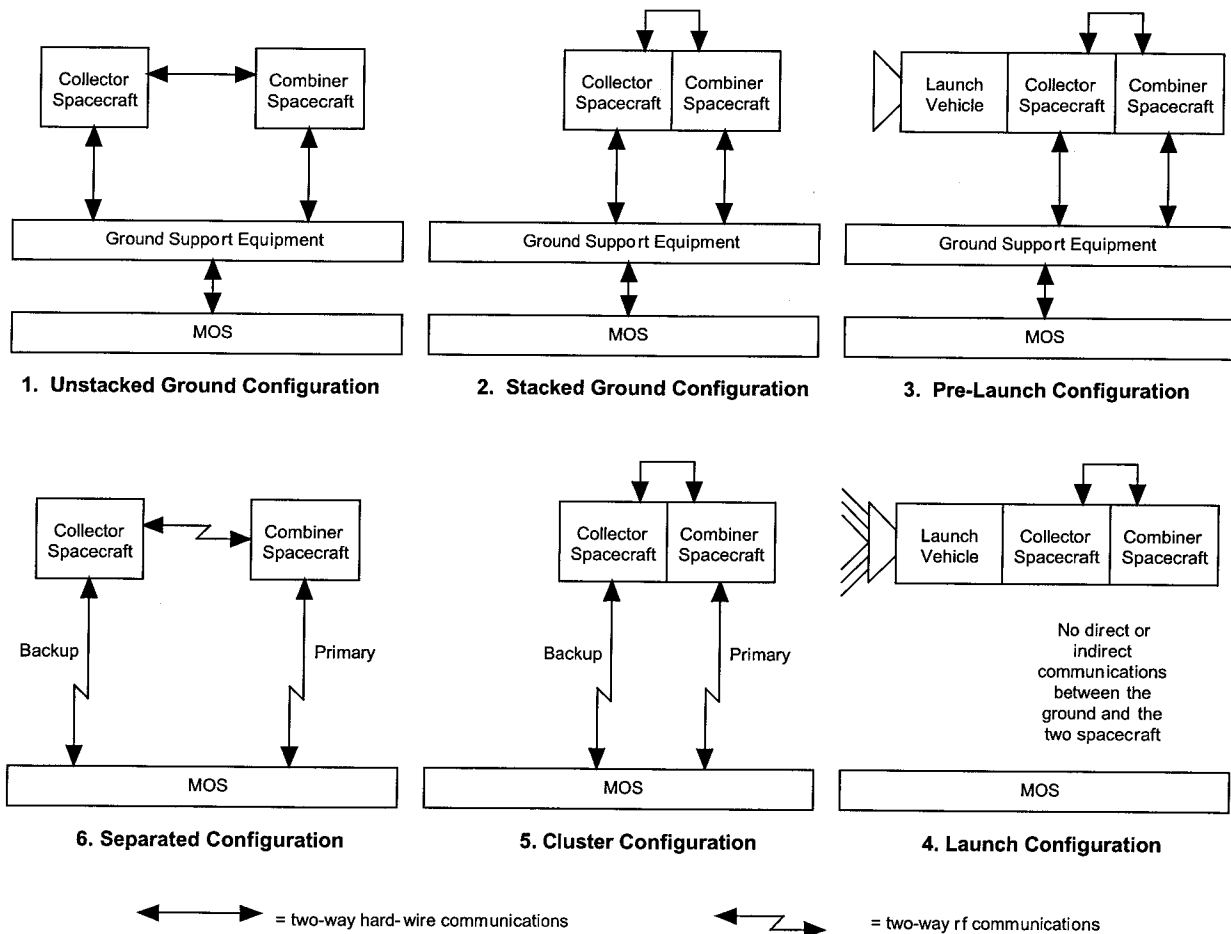 Collector
Spacecraft
Combiner
Spacecraft
Ground Support Equipment
MOS
1. Unstacked Ground Configuration
Collector
Spacecraft
Combiner
Spacecraft
Ground Support Equipment
MOS
2. Stacked Ground Configuration
Launch
Vehicle
Collector
Spacecraft
Combiner
Spacecraft
Ground Support Equipment
MOS
3. Pre-Launch Configuration
Collector
Spacecraft
Combiner
Spacecraft
Backup
Primary
MOS
6. Separated Configuration
Collector
Spacecraft
Combiner
Spacecraft
Backup
Primary
MOS
5. Cluster Configuration
Launch
Vehicle
Collector
Spacecraft
Combiner
Spacecraft
No direct or
indirect
communications
between the
ground and the
two spacecraft
MOS
4. Launch Configuration
= two-way hard-wire communications
= two-way rf communications